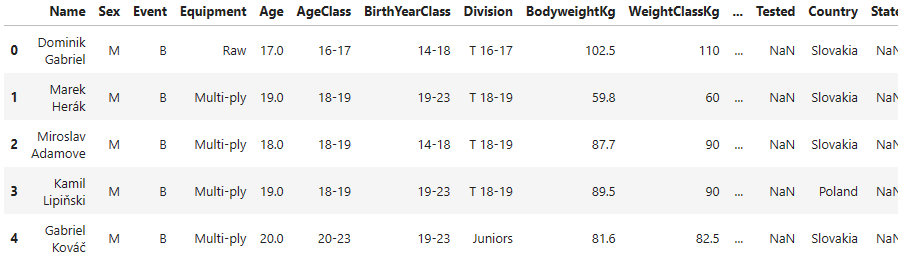 Name Sex Event Equipment Age AgeClass BirthYearClass Division BodyweightKg WeightClassKg ... Tested Country State
0 Dominik Gabriel M B Raw 17.0 16-17 14-18 T 16-17 102.5 110 ... NaN Slovakia NaN
1 Marek Herák M B Multi-ply 19.0 18-19 19-23 T 18-19 59.8 60 ... NaN Slovakia NaN
2 Miroslav Adamove M B Multi-ply 18.0 18-19 14-18 T 18-19 87.7 90 ... NaN Slovakia NaN
3 Kamil Lipiňski M B Multi-ply 19.0 18-19 19-23 T 18-19 89.5 90 ... NaN Poland NaN
4 Gabriel Kováč M B Multi-ply 20.0 20-23 19-23 Juniors 81.6 82.5 ... NaN Slovakia NaN